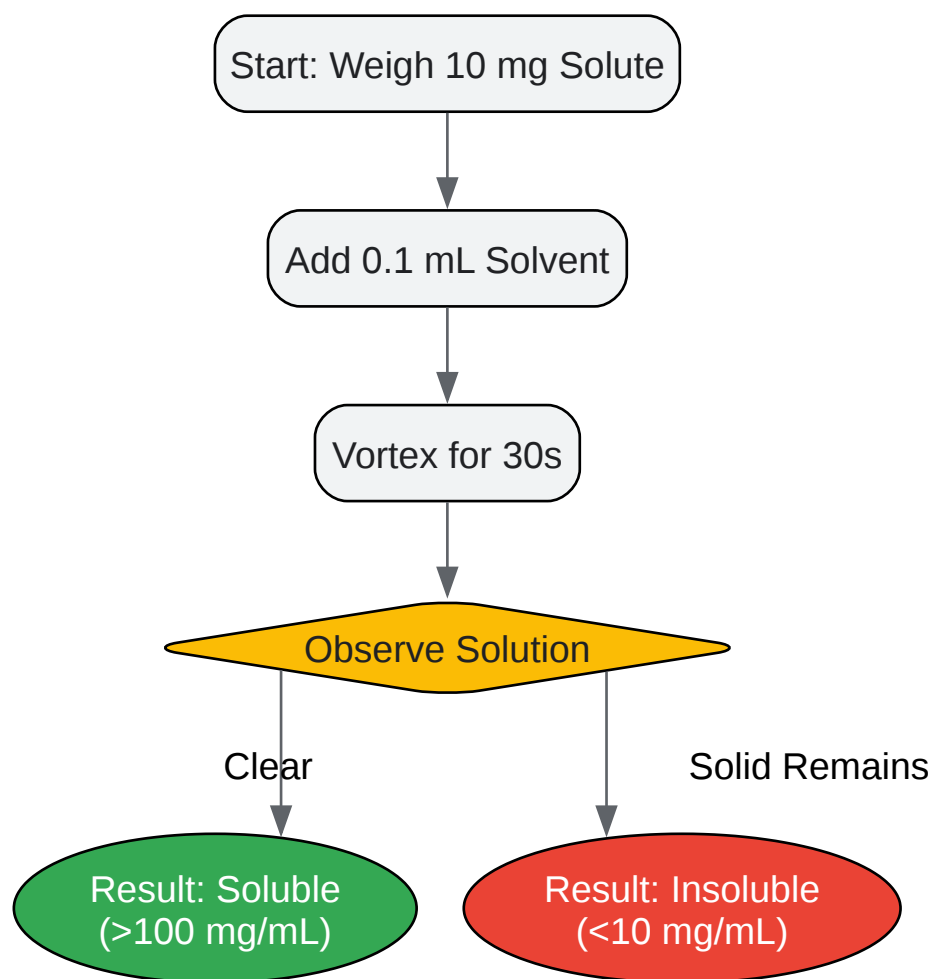 Start: Weigh 10 mg Solute
Add 0.1 mL Solvent
Vortex for 30s
Observe Solution
Clear
Solid Remains
Result: Soluble
(>100 mg/mL)
Result: Insoluble
(<10 mg/mL)